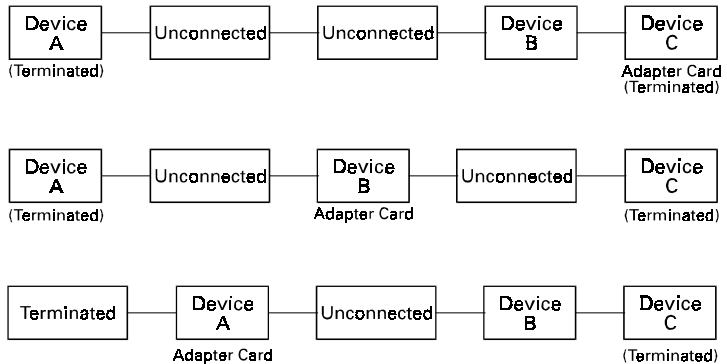 Device
A
(Terminated)
Unconnected
Unconnected
Device
B
Device
C
Adapter Card
(Terminated)
Device
A
(Terminated)
Unconnected
Device
B
Adapter Card
Unconnected
Device
C
(Terminated)
Terminated
Device
A
Adapter Card
Unconnected
Device
B
Device
C
(Terminated)